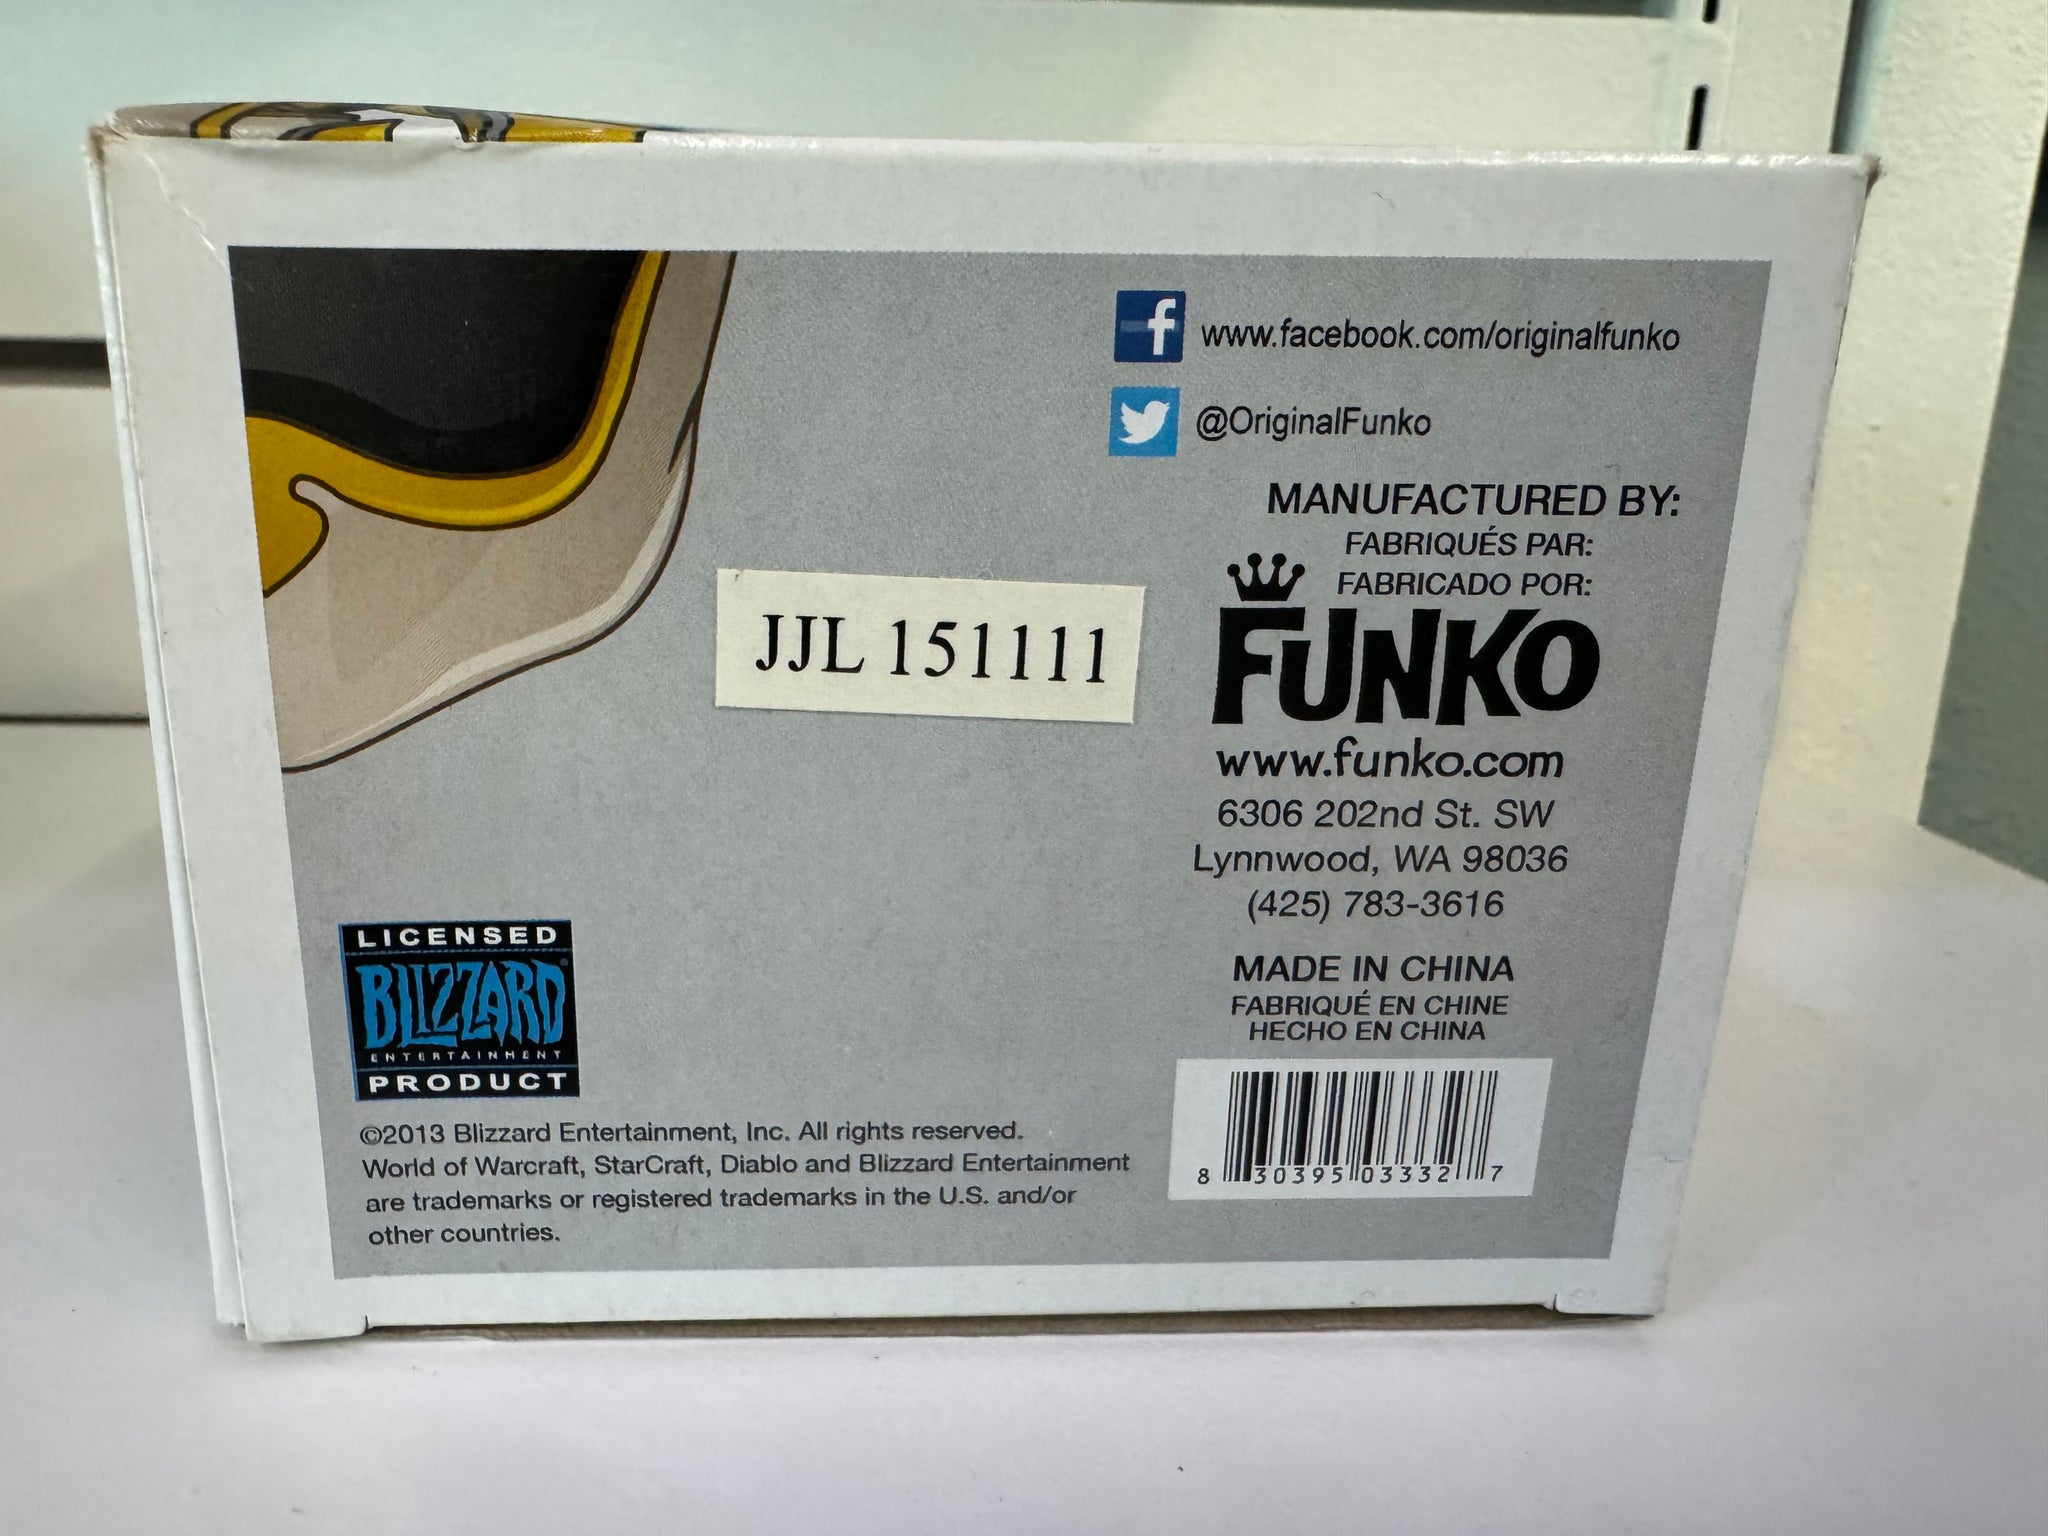 www.facebook.com/originalfunko
@OriginalFunko
MANUFACTURED BY:
FABRIQUÉS PAR:
FABRICADO POR:
FUNKO
www.funko.com
6306 202nd St. SW
Lynnwood, WA 98036
(425) 783-3616
MADE IN CHINA
FABRIQUÉ EN CHINE
HECHO EN CHINA
8 30395 03332 7
JJL 151111
LICENSED
BLIZZARD®
ENTERTAINMENT
PRODUCT
©2013 Blizzard Entertainment, Inc. All rights reserved.
World of Warcraft, StarCraft, Diablo and Blizzard Entertainment
are trademarks or registered trademarks in the U.S. and/or
other countries.